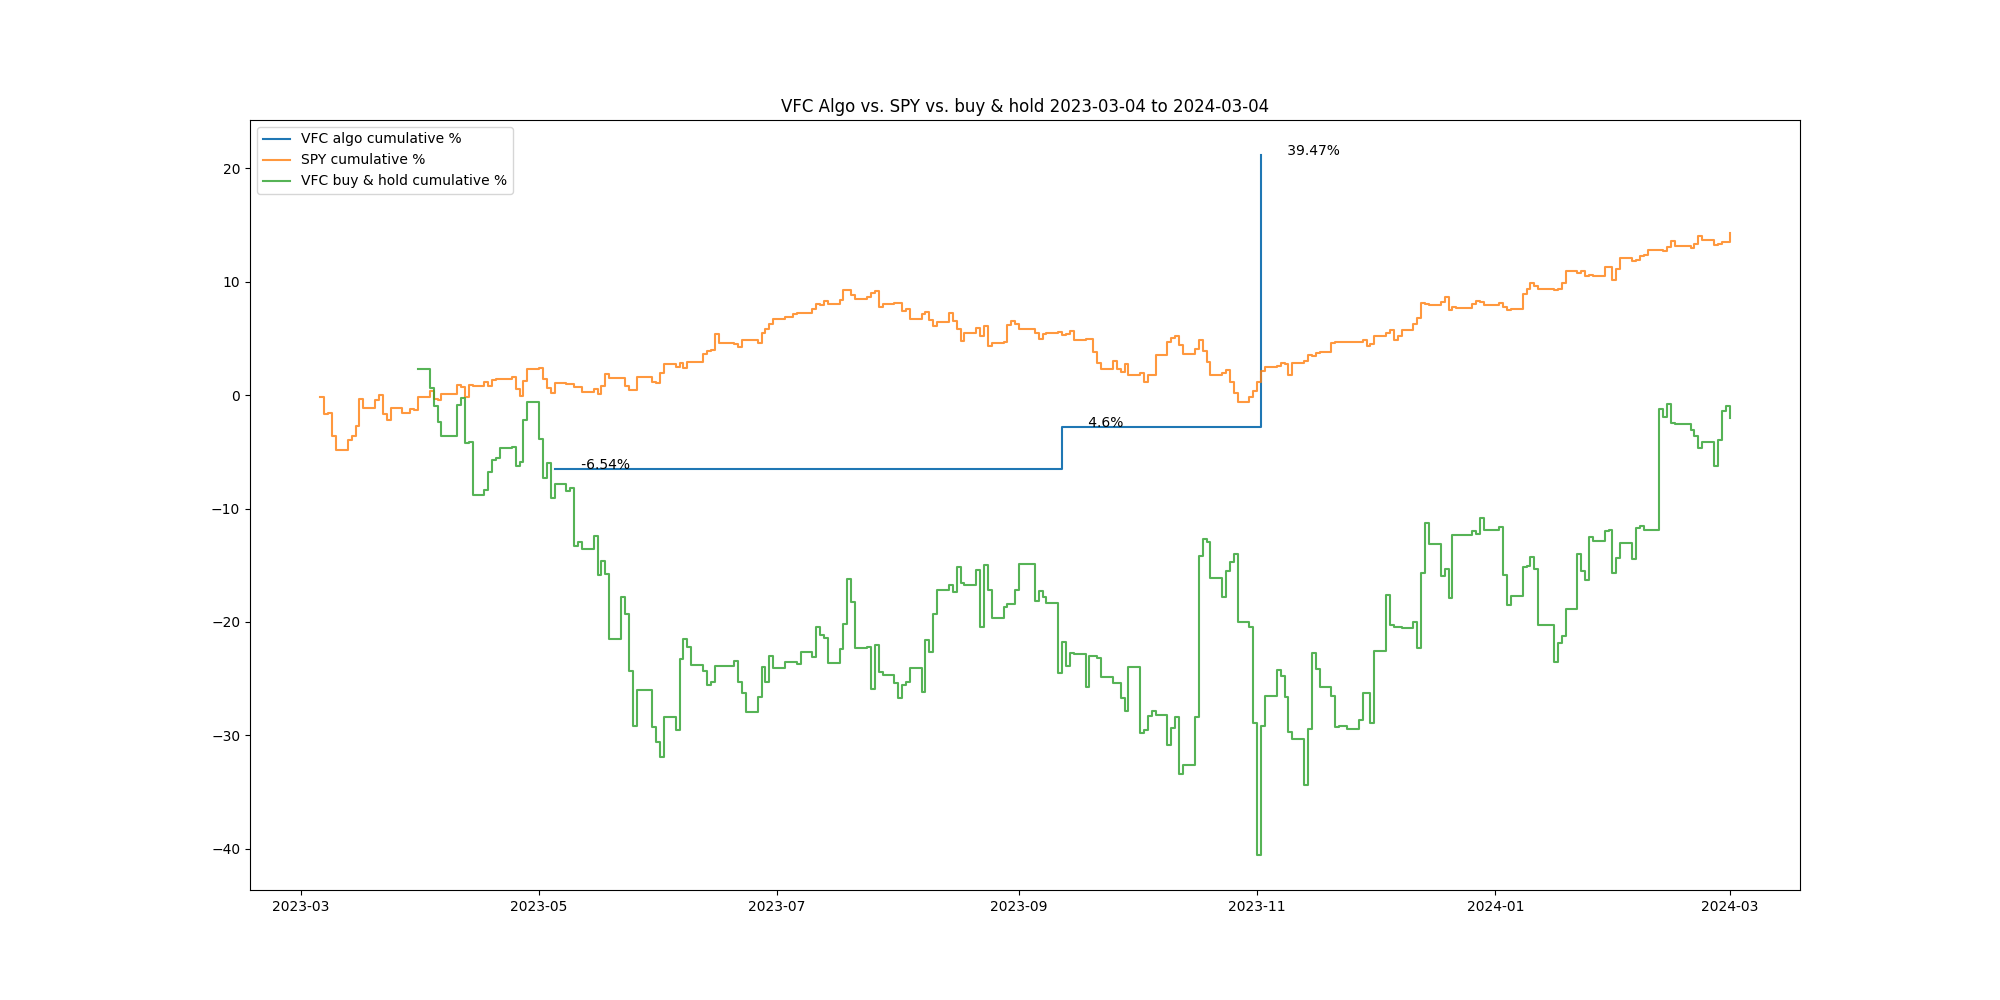 VFC Algo vs. SPY vs. buy & hold 2023-03-04 to 2024-03-04
VFC algo cumulative %
SPY cumulative %
VFC buy & hold cumulative %
39.47%
4.6%
-6.54%
20
10
0
−10
−20
−30
−40
2023-03 2023-05 2023-07 2023-09 2023-11 2024-01 2024-03